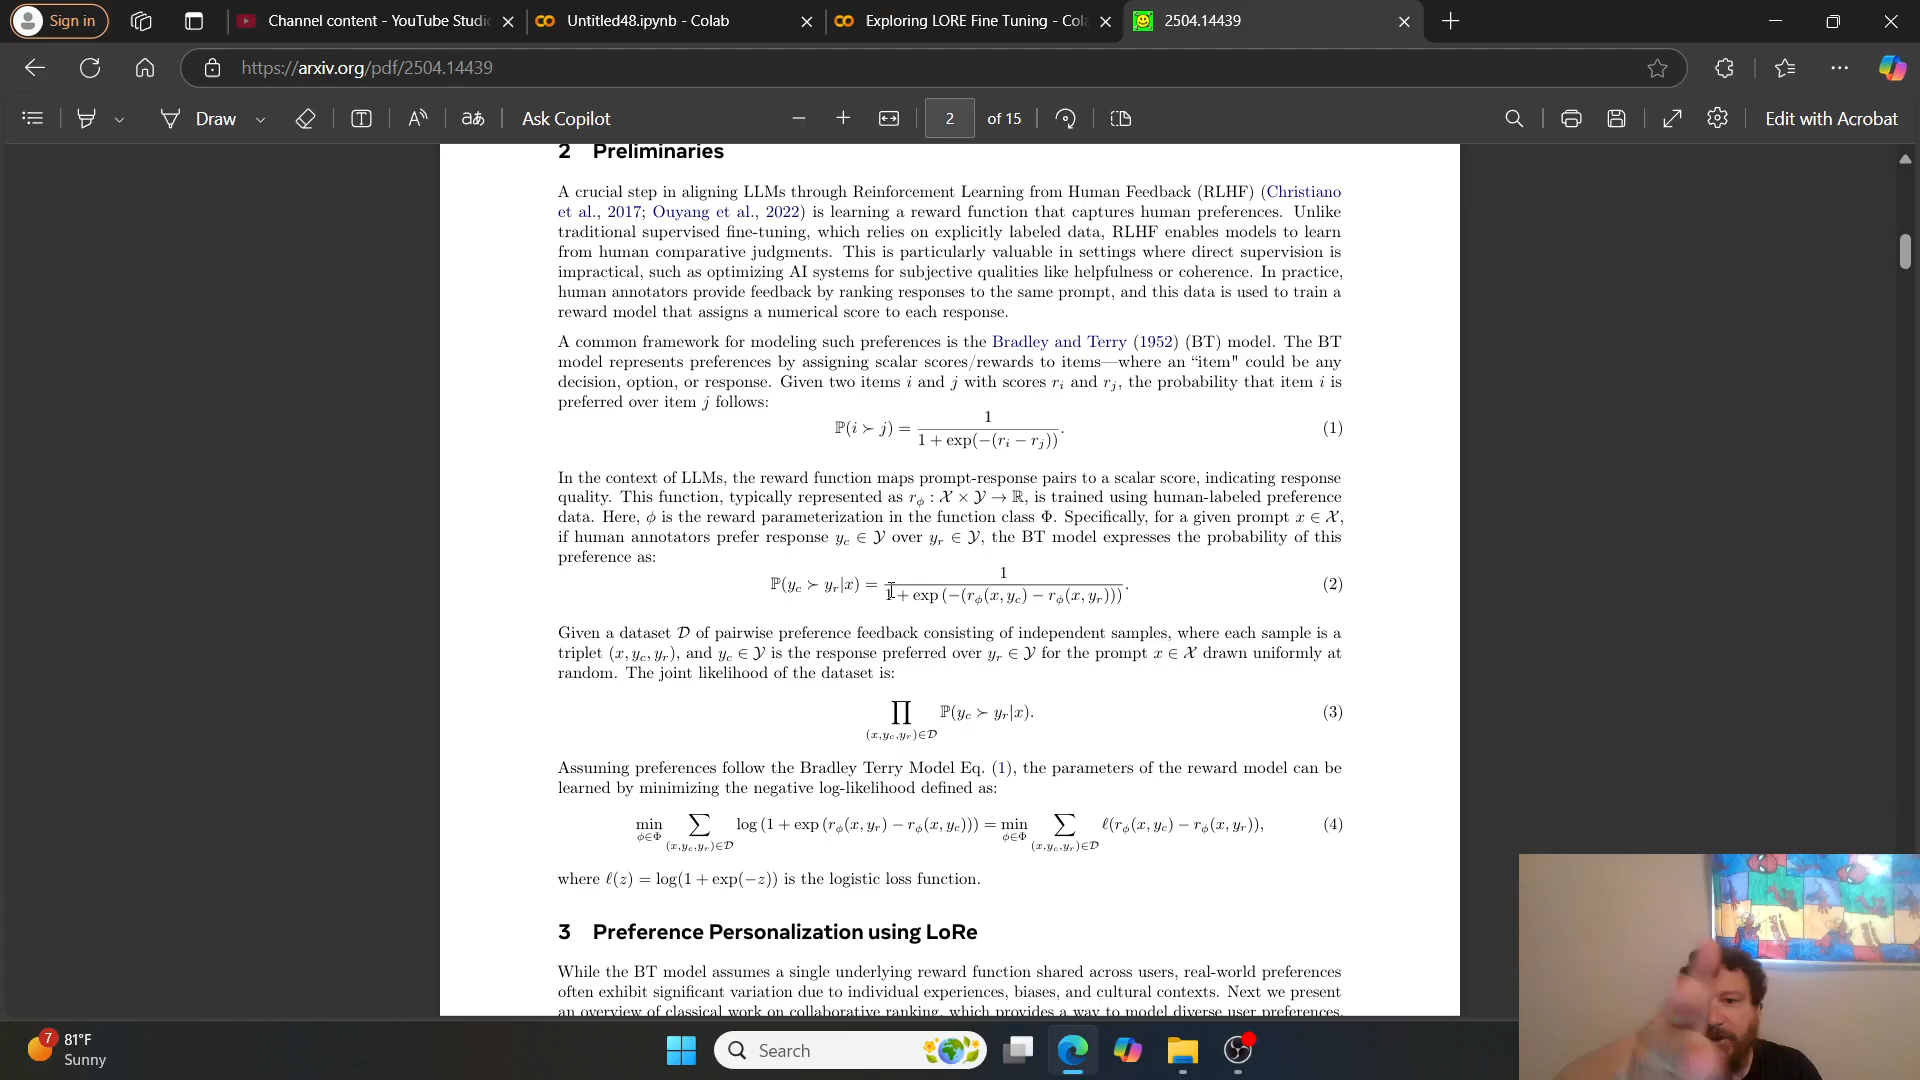 Sign in
Channel content - YouTube Studio
Untitled48.ipynb - Colab
Exploring LORE Fine Tuning - Cola
2504.14439
https://arxiv.org/pdf/2504.14439
Draw
Ask Copilot
2 of 15
Edit with Acrobat
2 Preliminaries
A crucial step in aligning LLMs through Reinforcement Learning from Human Feedback (RLHF) (Christiano
et al., 2017; Ouyang et al., 2022) is learning a reward function that captures human preferences. Unlike
traditional supervised fine-tuning, which relies on explicitly labeled data, RLHF enables models to learn
from human comparative judgments. This is particularly valuable in settings where direct supervision is
impractical, such as optimizing AI systems for subjective qualities like helpfulness or coherence. In practice,
human annotators provide feedback by ranking responses to the same prompt, and this data is used to train a
reward model that assigns a numerical score to each response.
A common framework for modeling such preferences is the Bradley and Terry (1952) (BT) model. The BT
model represents preferences by assigning scalar scores/rewards to items—where an “item" could be any
decision, option, or response. Given two items i and j with scores r_i and r_j, the probability that item i is
preferred over item j follows:
ℙ(i ≻ j) = 1 / (1 + exp(−(r_i − r_j))). (1)
In the context of LLMs, the reward function maps prompt-response pairs to a scalar score, indicating response
quality. This function, typically represented as r_ϕ : 𝒳 × 𝒴 → ℝ, is trained using human-labeled preference
data. Here, ϕ is the reward parameterization in the function class Φ. Specifically, for a given prompt x ∈ 𝒳,
if human annotators prefer response y_c ∈ 𝒴 over y_r ∈ 𝒴, the BT model expresses the probability of this
preference as:
ℙ(y_c ≻ y_r|x) = 1 / (1 + exp (−(r_ϕ(x, y_c) − r_ϕ(x, y_r)))). (2)
Given a dataset 𝒟 of pairwise preference feedback consisting of independent samples, where each sample is a
triplet (x, y_c, y_r), and y_c ∈ 𝒴 is the response preferred over y_r ∈ 𝒴 for the prompt x ∈ 𝒳 drawn uniformly at
random. The joint likelihood of the dataset is:
∏_{(x,y_c,y_r)∈𝒟} ℙ(y_c ≻ y_r|x). (3)
Assuming preferences follow the Bradley Terry Model Eq. (1), the parameters of the reward model can be
learned by minimizing the negative log-likelihood defined as:
min_{ϕ∈Φ} ∑_{(x,y_c,y_r)∈𝒟} log (1 + exp (r_ϕ(x, y_r) − r_ϕ(x, y_c))) = min_{ϕ∈Φ} ∑_{(x,y_c,y_r)∈𝒟} ℓ(r_ϕ(x, y_c) − r_ϕ(x, y_r)), (4)
where ℓ(z) = log(1 + exp(−z)) is the logistic loss function.
3 Preference Personalization using LoRe
While the BT model assumes a single underlying reward function shared across users, real-world preferences
often exhibit significant variation due to individual experiences, biases, and cultural contexts. Next we present
an overview of classical work on collaborative ranking, which provides a way to model diverse user preferences.
7
81°F
Sunny
Search